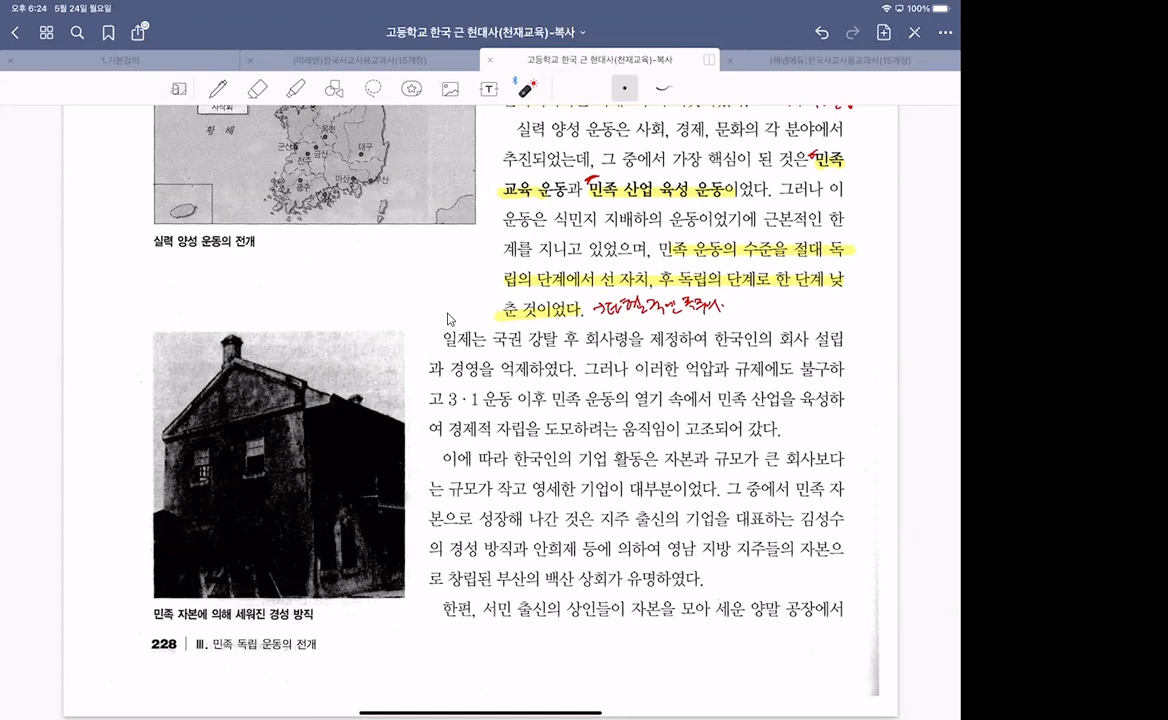 오후 6:24 5월 24일 월요일
100%
고등학교 한국 근 현대사(천재교육)-복사
1.기본강의
(미래엔)한국사교사용교과서(15개정)
고등학교 한국 근 현대사(천재교육)-복사
(해냄에듀)한국사교사용교과서(15개정)
황 해
옥천
군산
금산
전주
대구
광주
마산
부산
실력 양성 운동의 전개
실력 양성 운동은 사회, 경제, 문화의 각 분야에서
추진되었는데, 그 중에서 가장 핵심이 된 것은 민족
교육 운동과 민족 산업 육성 운동이었다. 그러나 이
운동은 식민지 지배하의 운동이었기에 근본적인 한
계를 지니고 있었으며, 민족 운동의 수준을 절대 독
립의 단계에서 선 자치, 후 독립의 단계로 한 단계 낮
춘 것이었다.
일제는 국권 강탈 후 회사령을 제정하여 한국인의 회사 설립
과 경영을 억제하였다. 그러나 이러한 억압과 규제에도 불구하
고 3·1 운동 이후 민족 운동의 열기 속에서 민족 산업을 육성하
여 경제적 자립을 도모하려는 움직임이 고조되어 갔다.
이에 따라 한국인의 기업 활동은 자본과 규모가 큰 회사보다
는 규모가 작고 영세한 기업이 대부분이었다. 그 중에서 민족 자
본으로 성장해 나간 것은 지주 출신의 기업을 대표하는 김성수
의 경성 방직과 안희제 등에 의하여 영남 지방 지주들의 자본으
로 창립된 부산의 백산 상회가 유명하였다.
한편, 서민 출신의 상인들이 자본을 모아 세운 양말 공장에서
민족 자본에 의해 세워진 경성 방직
228 | Ⅲ. 민족 독립 운동의 전개